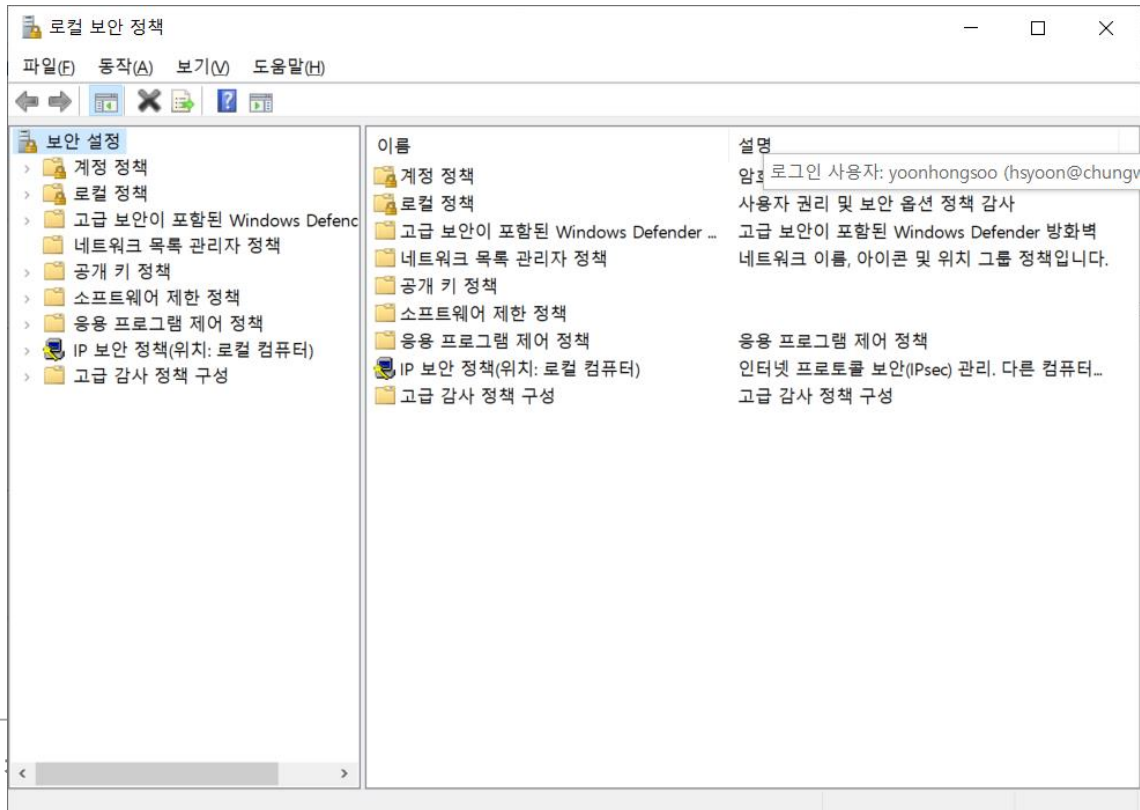 로컬 보안 정책
파일(F) 동작(A) 보기(V) 도움말(H)
보안 설정
계정 정책
로컬 정책
고급 보안이 포함된 Windows Defenc
네트워크 목록 관리자 정책
공개 키 정책
소프트웨어 제한 정책
응용 프로그램 제어 정책
IP 보안 정책(위치: 로컬 컴퓨터)
고급 감사 정책 구성
이름 설명
계정 정책
로그인 사용자: yoonhongsoo (hsyoon@chungw
로컬 정책 사용자 권리 및 보안 옵션 정책 감사
고급 보안이 포함된 Windows Defender ... 고급 보안이 포함된 Windows Defender 방화벽
네트워크 목록 관리자 정책 네트워크 이름, 아이콘 및 위치 그룹 정책입니다.
공개 키 정책
소프트웨어 제한 정책
응용 프로그램 제어 정책 응용 프로그램 제어 정책
IP 보안 정책(위치: 로컬 컴퓨터) 인터넷 프로토콜 보안(IPsec) 관리. 다른 컴퓨터...
고급 감사 정책 구성 고급 감사 정책 구성